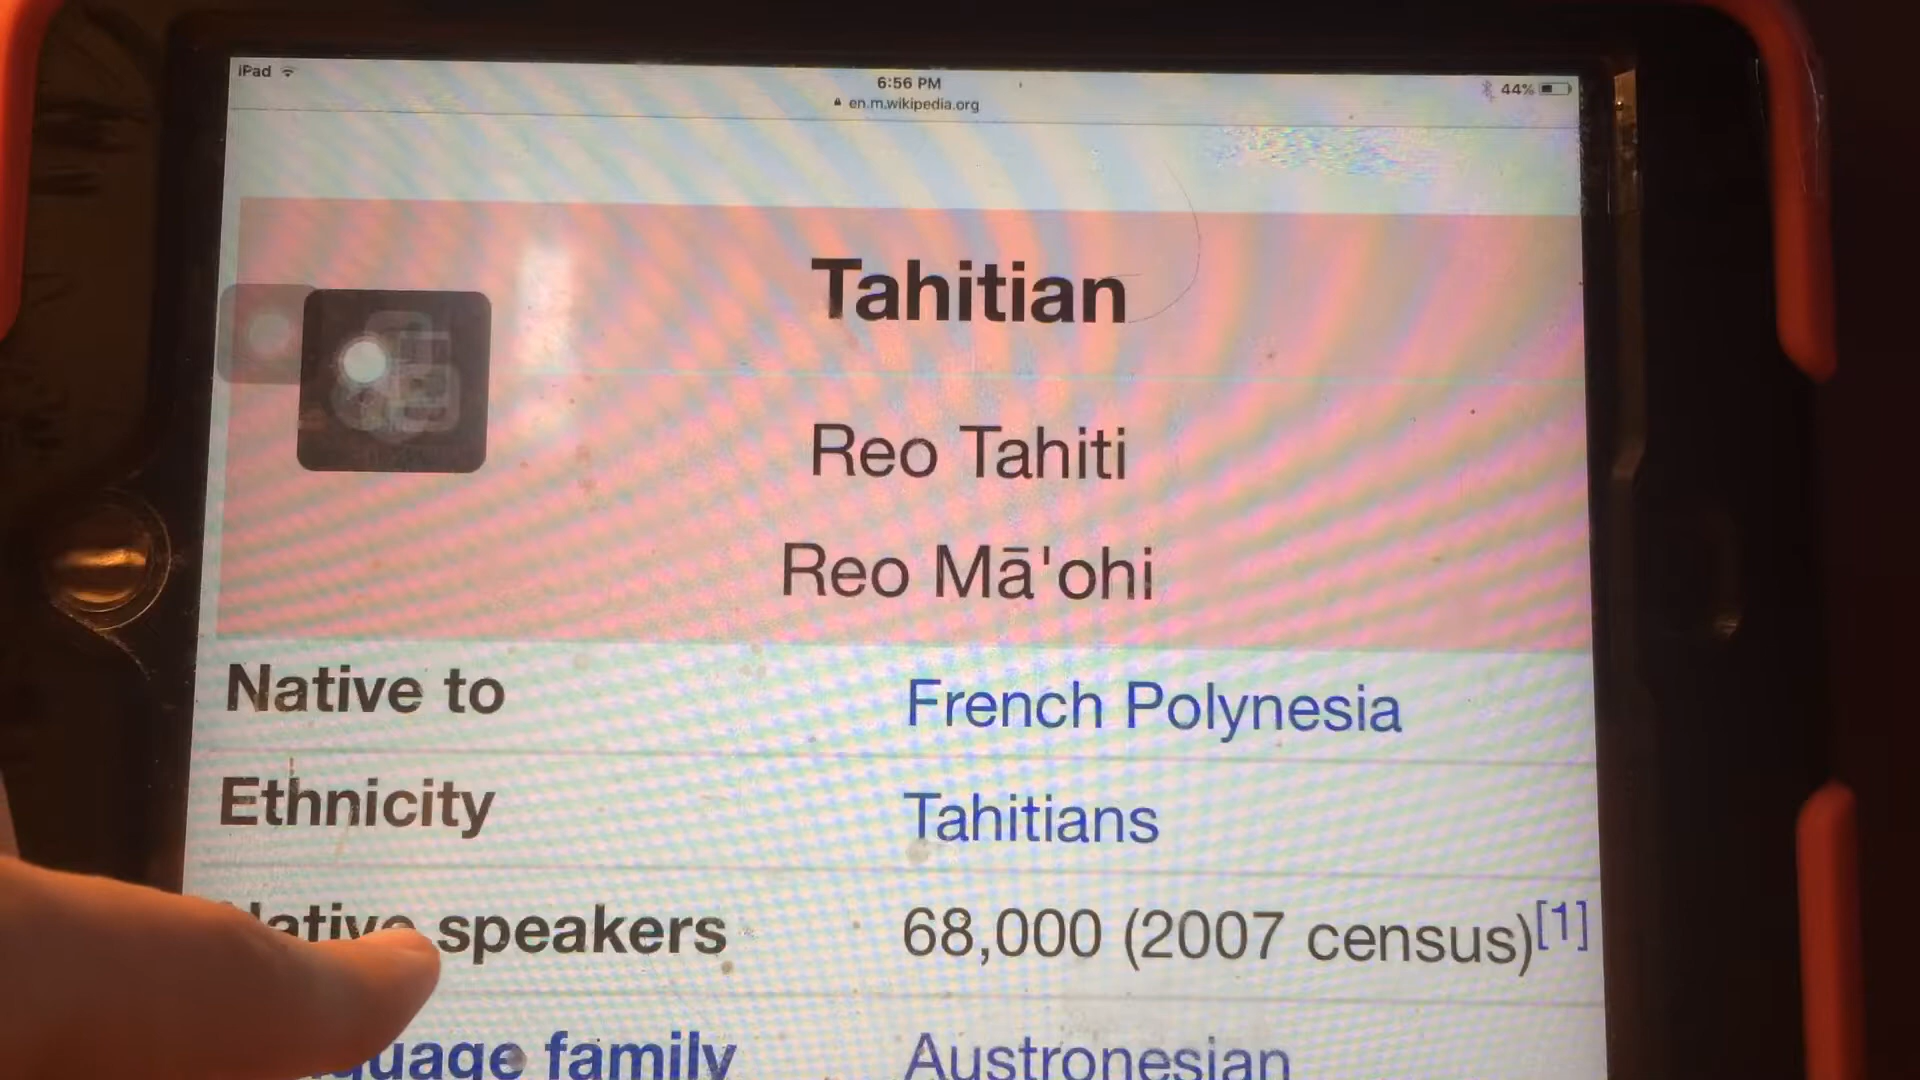 iPad
6:56 PM
44%
en.m.wikipedia.org
Tahitian
Reo Tahiti
Reo Mā'ohi
Native to French Polynesia
Ethnicity Tahitians
speakers 68,000 (2007 census)[1]
family Austronesian